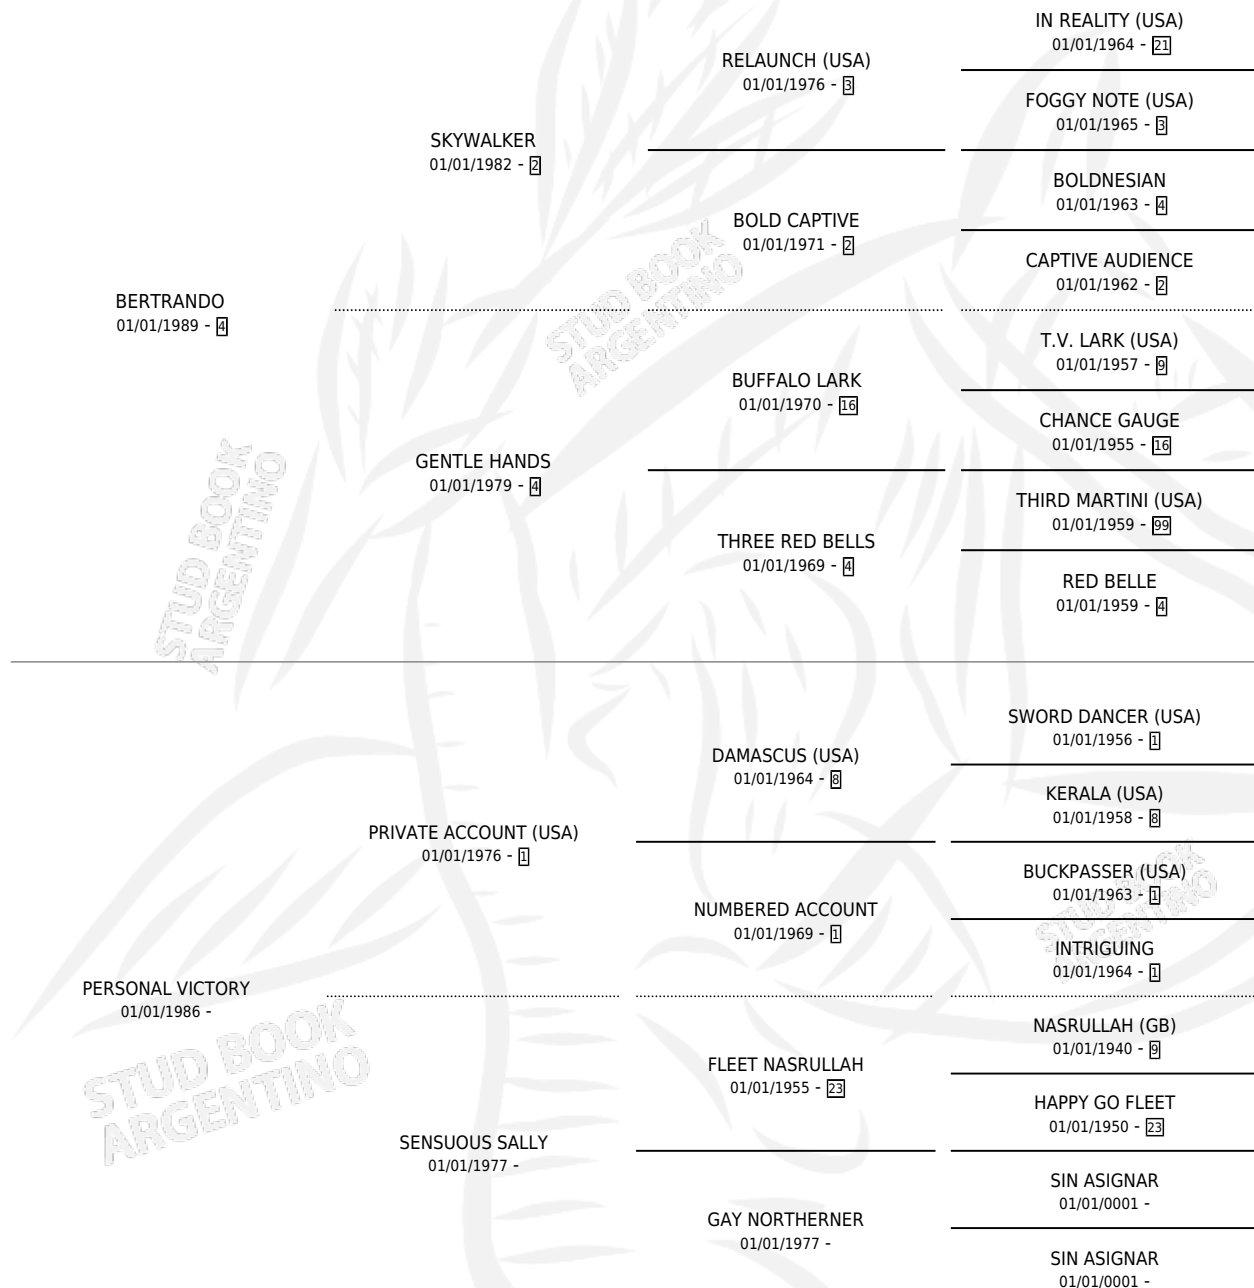 IN REALITY (USA)
01/01/1964 - 21
RELAUNCH (USA)
01/01/1976 - 3
FOGGY NOTE (USA)
01/01/1965 - 3
SKYWALKER
01/01/1982 - 2
BOLDNESIAN
01/01/1963 - 4
BOLD CAPTIVE
01/01/1971 - 2
CAPTIVE AUDIENCE
01/01/1962 - 2
BERTRANDO
01/01/1989 - 4
T.V. LARK (USA)
01/01/1957 - 9
BUFFALO LARK
01/01/1970 - 16
CHANCE GAUGE
01/01/1955 - 16
GENTLE HANDS
01/01/1979 - 4
THIRD MARTINI (USA)
01/01/1959 - 99
THREE RED BELLS
01/01/1969 - 4
RED BELLE
01/01/1959 - 4
SWORD DANCER (USA)
01/01/1956 - 1
DAMASCUS (USA)
01/01/1964 - 8
KERALA (USA)
01/01/1958 - 8
PRIVATE ACCOUNT (USA)
01/01/1976 - 1
BUCKPASSER (USA)
01/01/1963 - 1
NUMBERED ACCOUNT
01/01/1969 - 1
INTRIGUING
01/01/1964 - 1
PERSONAL VICTORY
01/01/1986 -
NASRULLAH (GB)
01/01/1940 - 9
FLEET NASRULLAH
01/01/1955 - 23
HAPPY GO FLEET
01/01/1950 - 23
SENSUOUS SALLY
01/01/1977 -
SIN ASIGNAR
01/01/0001 -
GAY NORTHERNER
01/01/1977 -
SIN ASIGNAR
01/01/0001 -
STUD BOOK
ARGENTINO
STUD BOOK
ARGENTINO
STUD BOOK
ARGENTINO
STUD BOOK
ARGENTINO